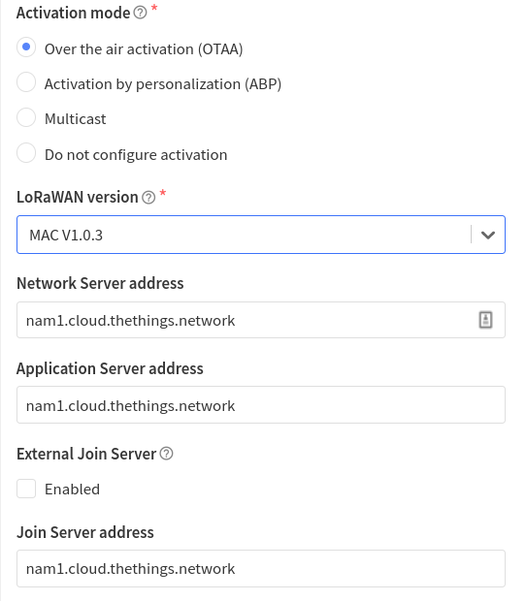 Activation mode ? *
Over the air activation (OTAA)
Activation by personalization (ABP)
Multicast
Do not configure activation
LoRaWAN version ? *
MAC V1.0.3
Network Server address
nam1.cloud.thethings.network
Application Server address
nam1.cloud.thethings.network
External Join Server ?
Enabled
Join Server address
nam1.cloud.thethings.network